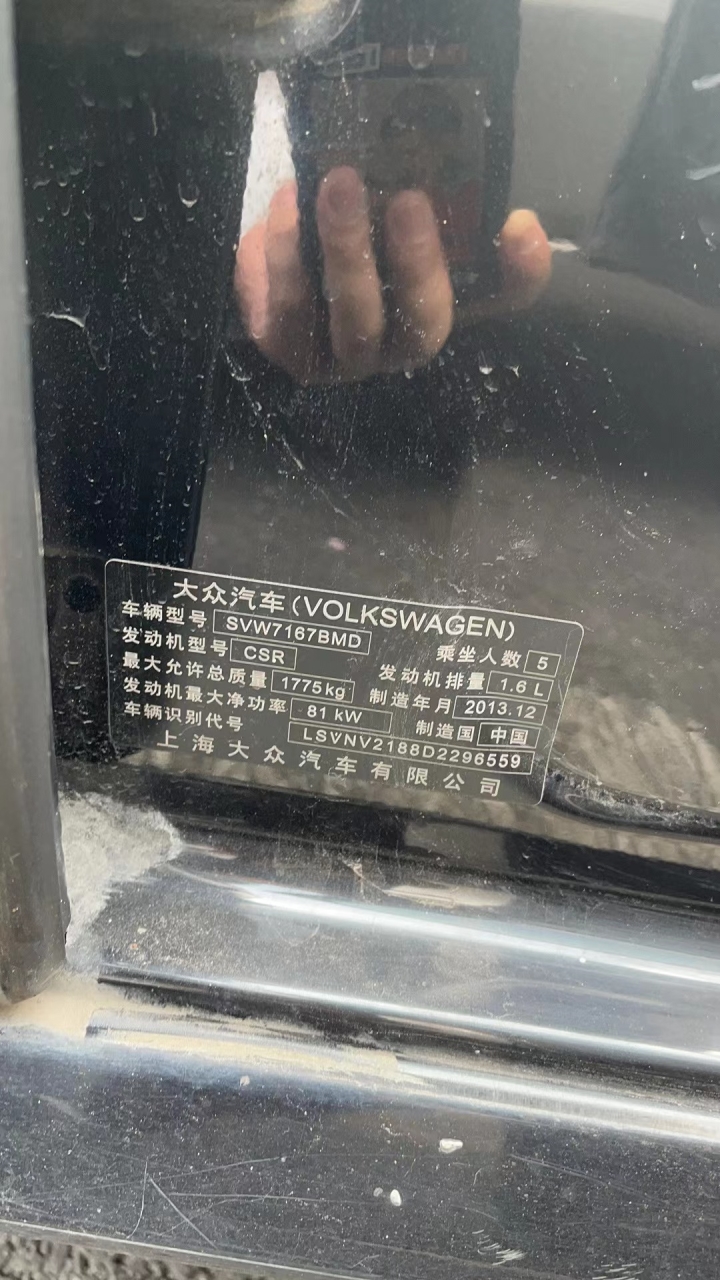 大众汽车(VOLKSWAGEN)
车辆型号 SVW7167BMD 乘坐人数 5
发动机型号 CSR 发动机排量 1.6 L
最大允许总质量 1775kg 制造年月 2013.12
发动机最大净功率 81 kW 制造国 中国
车辆识别代号 LSVNV2188D2296559
上海大众汽车有限公司